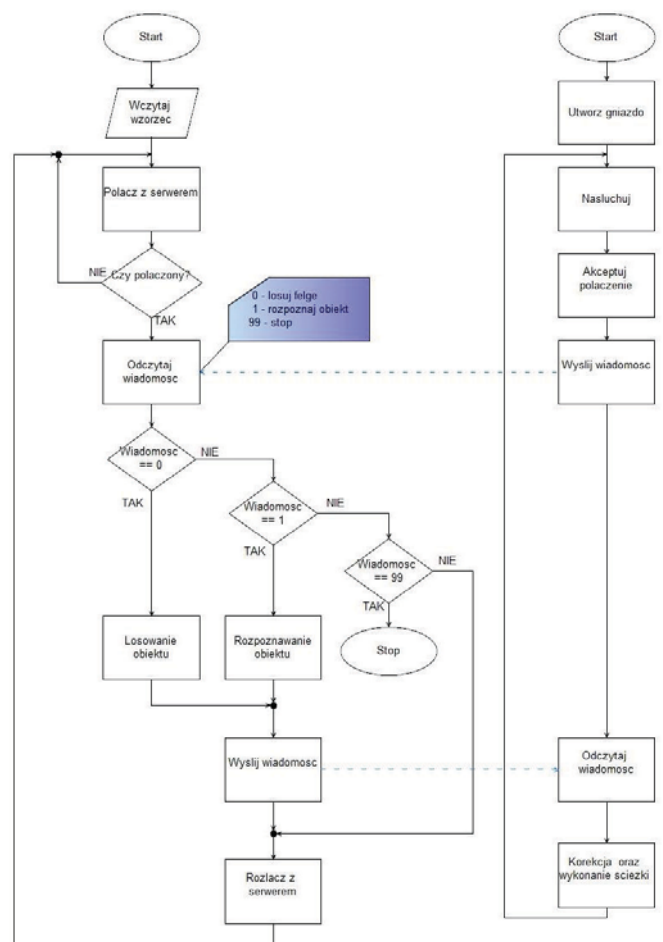 Start
Wczytaj
wzorzec
Polacz z serwerem
Czy polaczony?
NIE
TAK
0 - losuj felge
1 - rozpoznaj obiekt
99 - stop
Odczytaj
wiadomosc
Wiadomosc
== 0
NIE
TAK
Wiadomosc
== 1
NIE
TAK
Wiadomosc
== 99
NIE
TAK
Stop
Losowanie
obiektu
Rozpoznawanie
obiektu
Wyslij wiadomosc
Rozlacz z
serwerem
Start
Utworz gniazdo
Nasluchuj
Akceptuj
polaczenie
Wyslij wiadomosc
Odczytaj
wiadomosc
Korekcja oraz
wykonanie sciezki